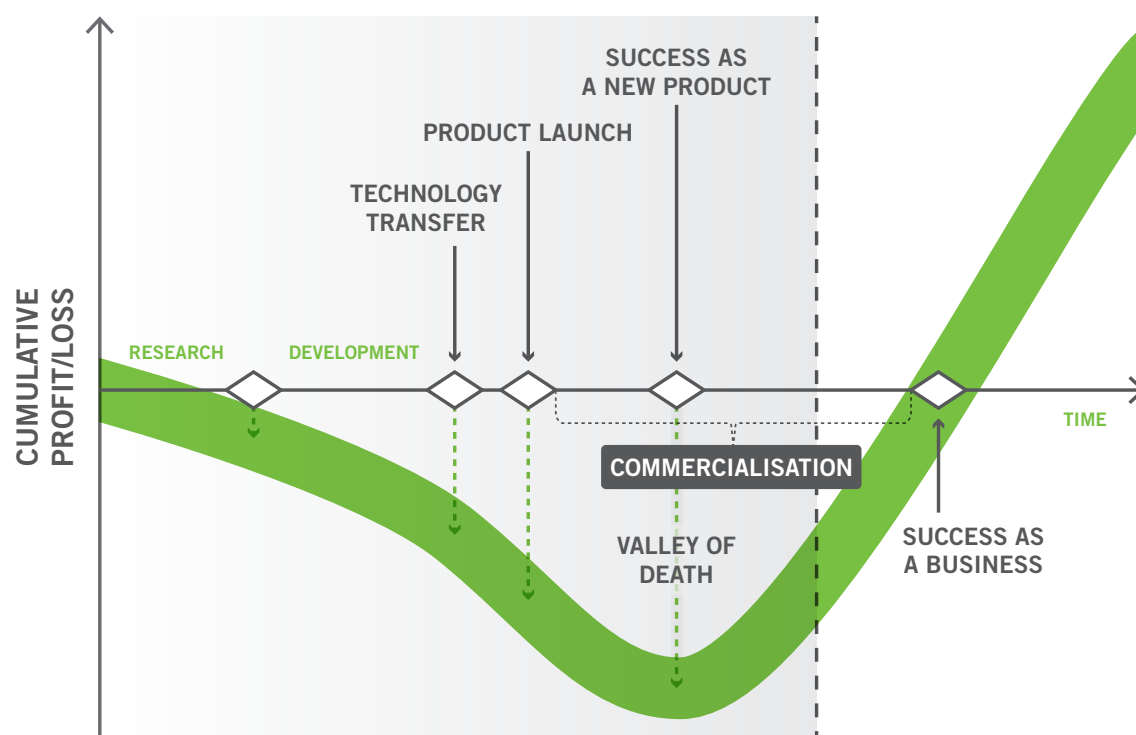 SUCCESS AS
A NEW PRODUCT
PRODUCT LAUNCH
TECHNOLOGY
TRANSFER
CUMULATIVE
PROFIT/LOSS
RESEARCH
DEVELOPMENT
TIME
COMMERCIALISATION
VALLEY OF
DEATH
SUCCESS AS
A BUSINESS